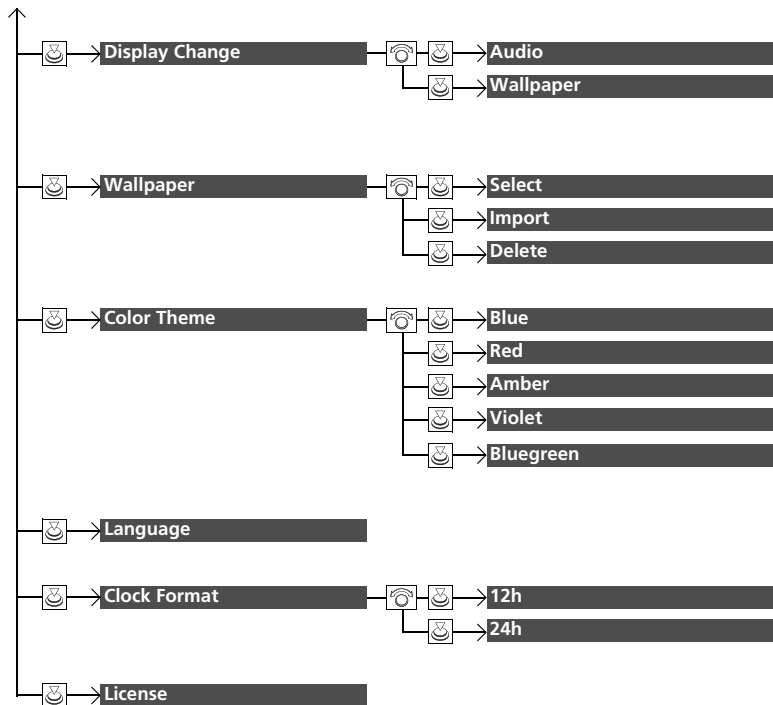 Display Change
Audio
Wallpaper
Wallpaper
Select
Import
Delete
Color Theme
Blue
Red
Amber
Violet
Bluegreen
Language
Clock Format
12h
24h
License